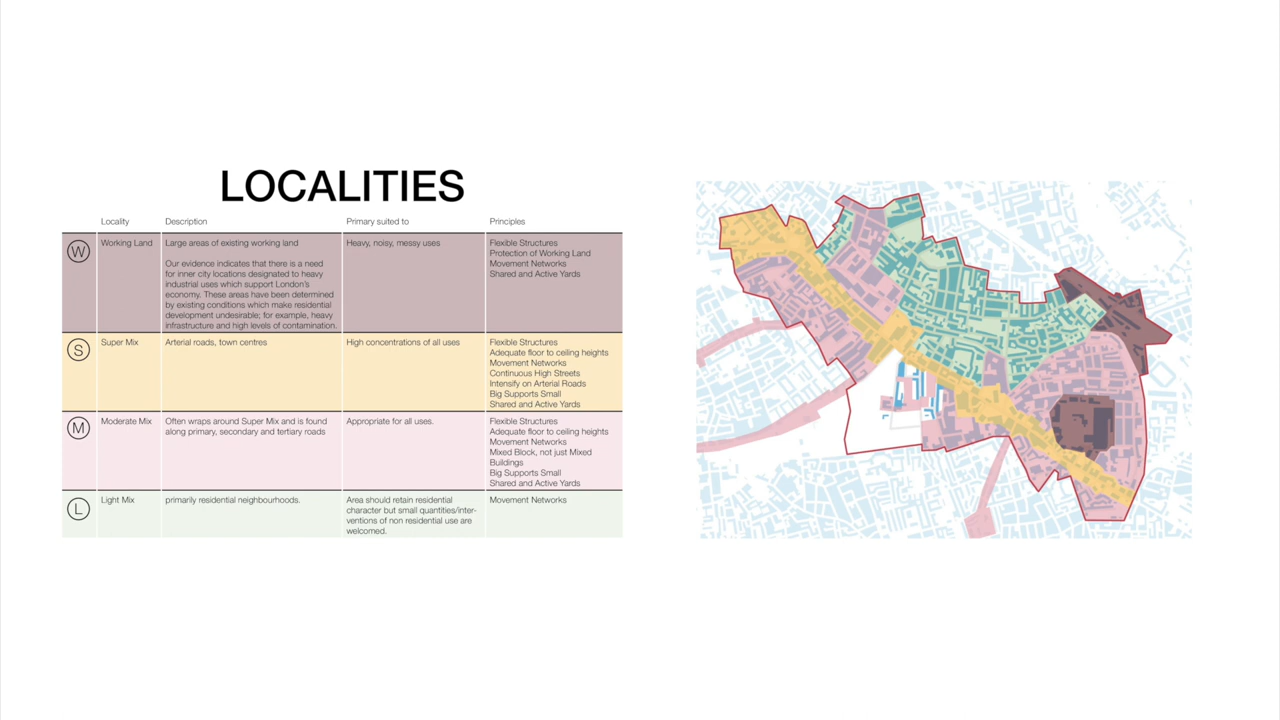 LOCALITIES
Locality Description Primary suited to Principles
W Working Land Large areas of existing working land Heavy, noisy, messy uses Flexible Structures
Protection of Working Land
Our evidence indicates that there is a need Movement Networks
for inner city locations designated to heavy Shared and Active Yards
industrial uses which support London's
economy. These areas have been determined
by existing conditions which make residential
development undesirable; for example, heavy
infrastructure and high levels of contamination.
S Super Mix Arterial roads, town centres High concentrations of all uses Flexible Structures
Adequate floor to ceiling heights
Movement Networks
Continuous High Streets
Intensify on Arterial Roads
Big Supports Small
Shared and Active Yards
M Moderate Mix Often wraps around Super Mix and is found Appropriate for all uses. Flexible Structures
along primary, secondary and tertiary roads Adequate floor to ceiling heights
Movement Networks
Mixed Block, not just Mixed
Buildings
Big Supports Small
Shared and Active Yards
L Light Mix primarily residential neighbourhoods. Area should retain residential Movement Networks
character but small quantities/inter-
ventions of non residential use are
welcomed.